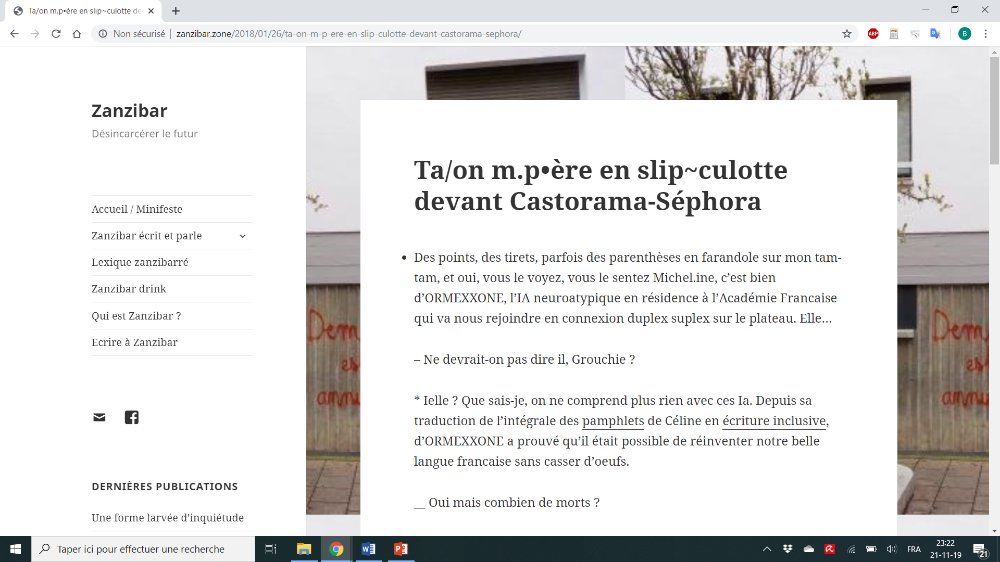 Ta/on m.p•ère en slip~culotte de
Non sécurisé
zanzibar.zone/2018/01/26/ta-on-m-p-ere-en-slip-culotte-devant-castorama-sephora/
ABP
B
Zanzibar
Désincarcérer le futur
Accueil / Minifeste
Zanzibar écrit et parle
Lexique zanzibarré
Zanzibar drink
Qui est Zanzibar ?
Ecrire à Zanzibar
DERNIÈRES PUBLICATIONS
Une forme larvée d’inquiétude
Ta/on m.p•ère en slip~culotte
devant Castorama-Séphora
• Des points, des tirets, parfois des parenthèses en farandole sur mon tam-
tam, et oui, vous le voyez, vous le sentez Michel.ine, c’est bien
d’ORMEXXONE, l’IA neuroatypique en résidence à l’Académie Francaise
qui va nous rejoindre en connexion duplex suplex sur le plateau. Elle…
– Ne devrait-on pas dire il, Grouchie ?
* Ielle ? Que sais-je, on ne comprend plus rien avec ces Ia. Depuis sa
traduction de l’intégrale des pamphlets de Céline en écriture inclusive,
d’ORMEXXONE a prouvé qu’il était possible de réinventer notre belle
langue francaise sans casser d’oeufs.
__ Oui mais combien de morts ?
Dem
es
annu
Dem
es
annu
Taper ici pour effectuer une recherche
FRA
23:22
21-11-19
21